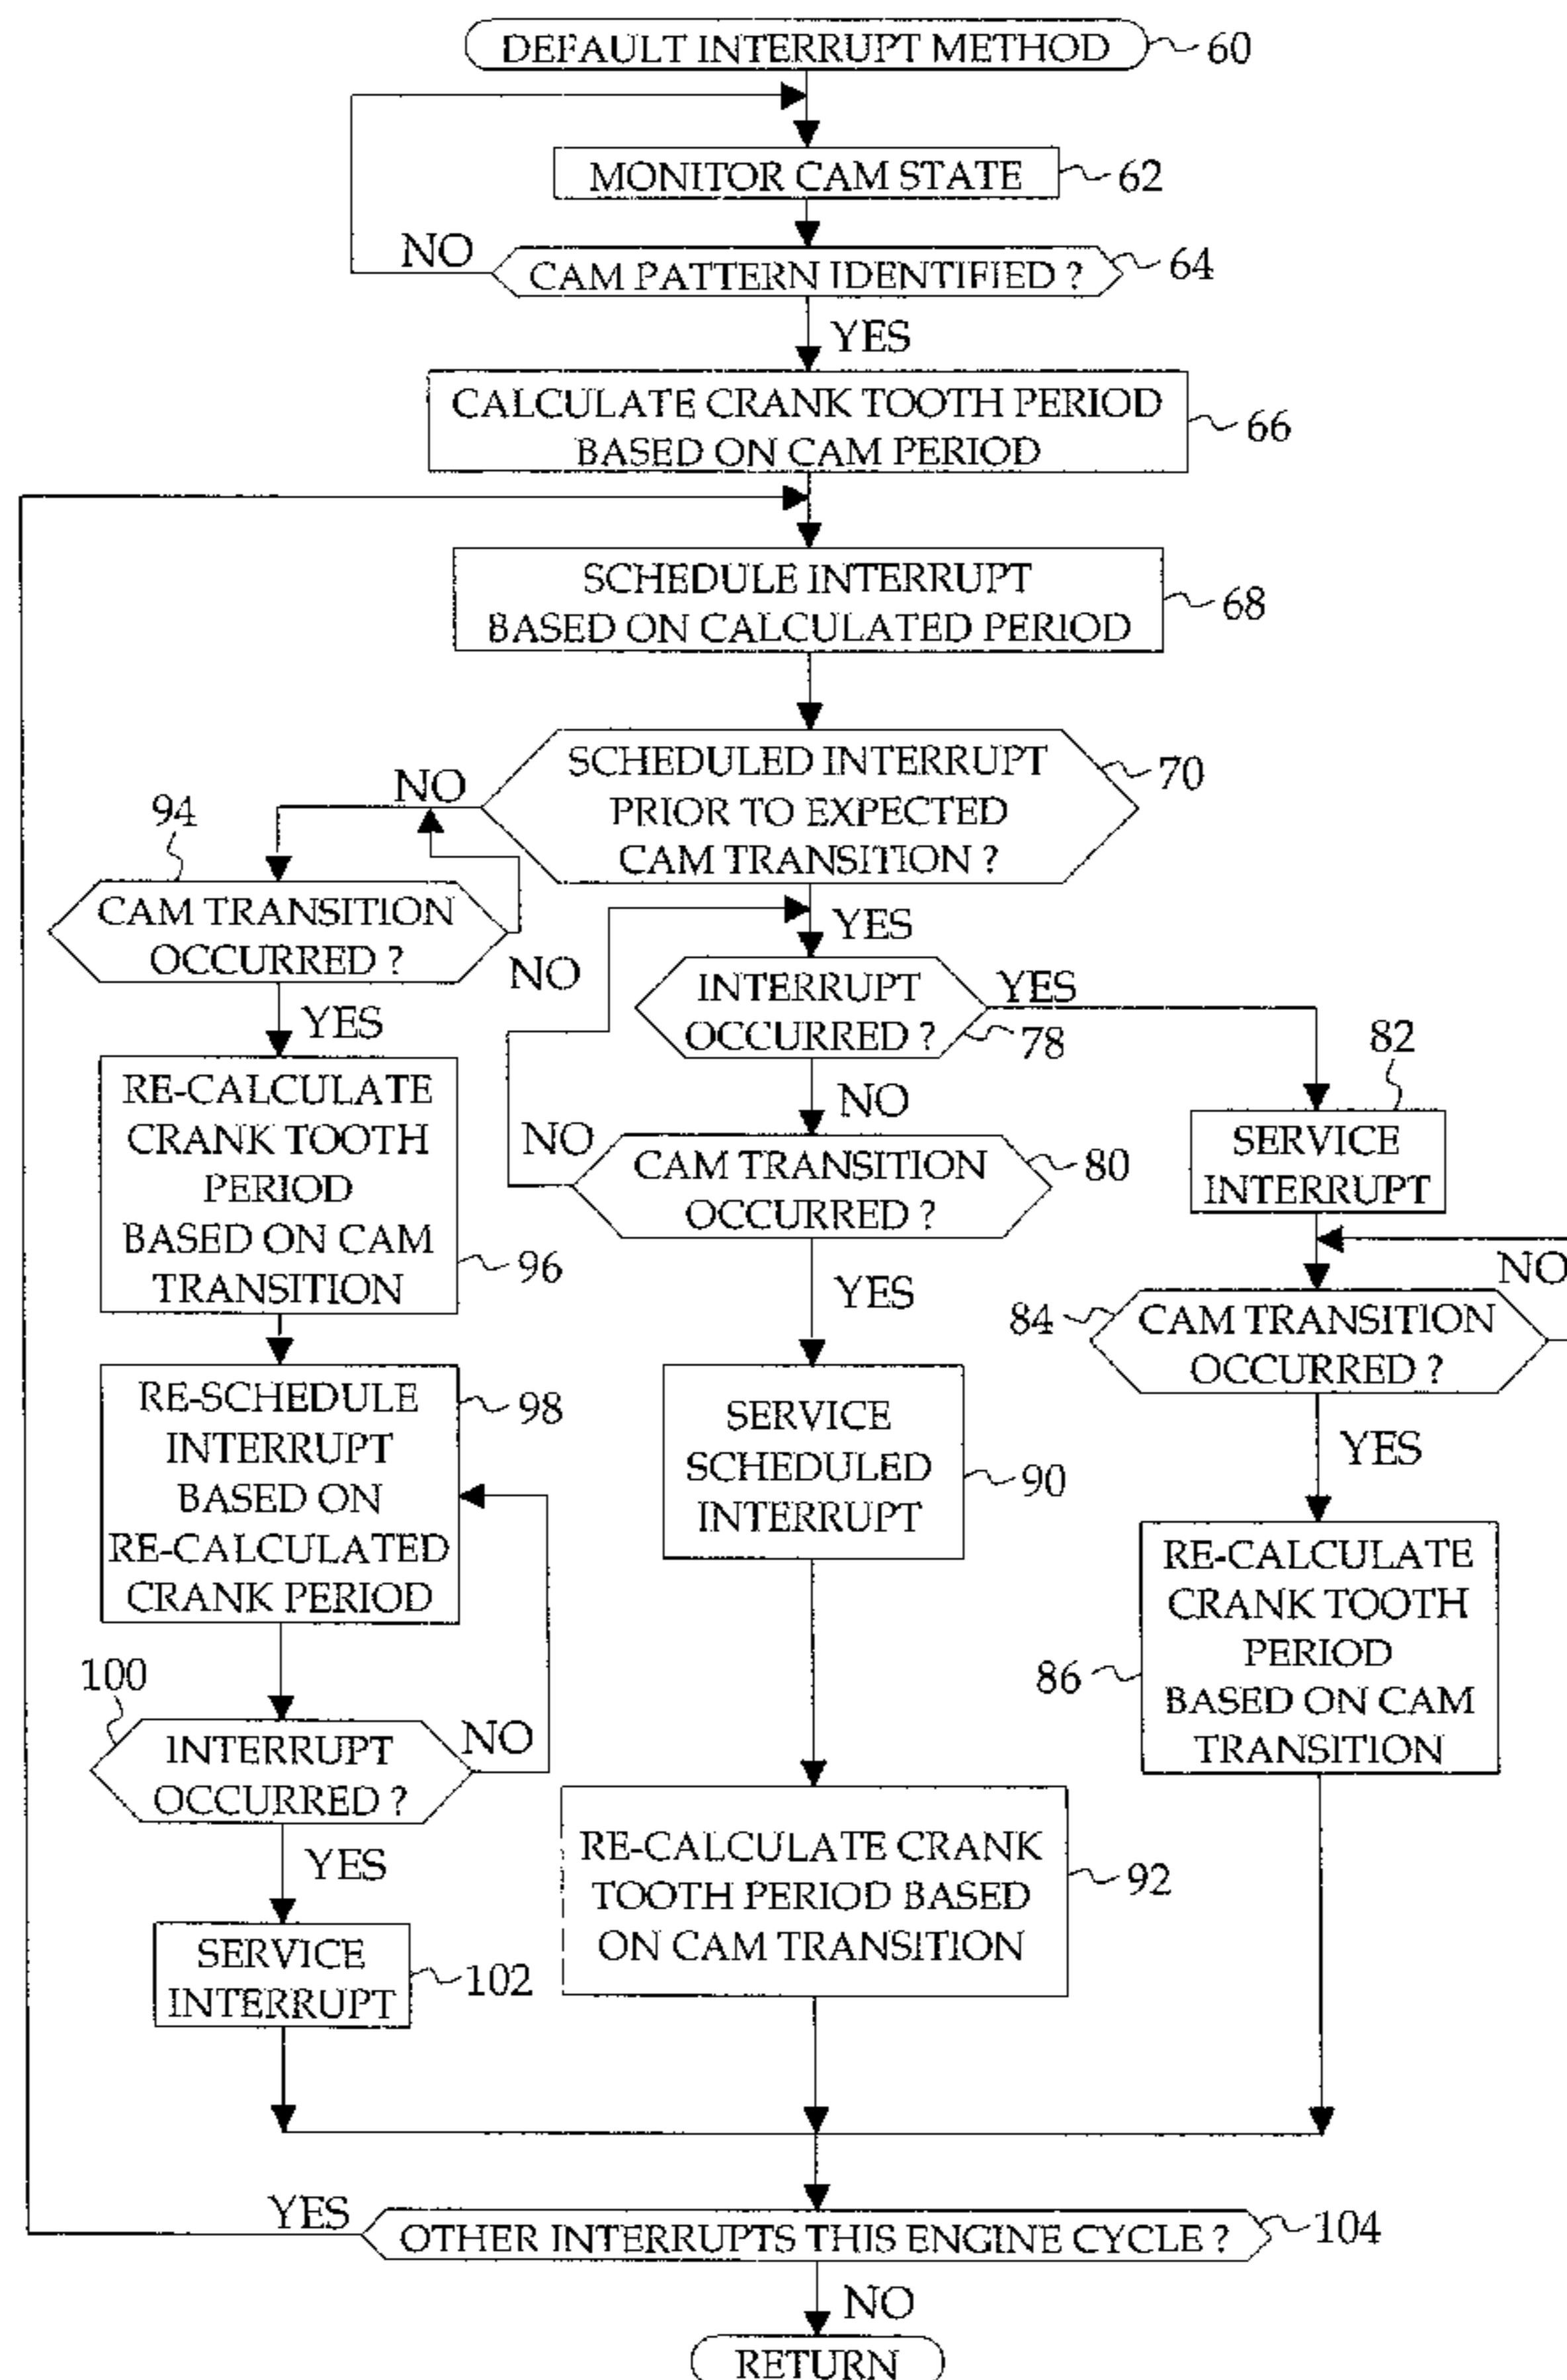 DEFAULT INTERRUPT METHOD
60
MONITOR CAM STATE
62
NO
CAM PATTERN IDENTIFIED ?
64
YES
CALCULATE CRANK TOOTH PERIOD
BASED ON CAM PERIOD
66
SCHEDULE INTERRUPT
BASED ON CALCULATED PERIOD
68
SCHEDULED INTERRUPT
PRIOR TO EXPECTED
CAM TRANSITION ?
70
NO
94
CAM TRANSITION
OCCURRED ?
NO
YES
RE-CALCULATE
CRANK TOOTH
PERIOD
BASED ON CAM
TRANSITION
96
RE-SCHEDULE
INTERRUPT
BASED ON
RE-CALCULATED
CRANK PERIOD
98
100
INTERRUPT
OCCURRED ?
NO
YES
SERVICE
INTERRUPT
102
YES
INTERRUPT
OCCURRED ?
78
YES
NO
NO
CAM TRANSITION
OCCURRED ?
80
YES
SERVICE
SCHEDULED
INTERRUPT
90
RE-CALCULATE CRANK
TOOTH PERIOD BASED
ON CAM TRANSITION
92
82
SERVICE
INTERRUPT
NO
84
CAM TRANSITION
OCCURRED ?
YES
RE-CALCULATE
CRANK TOOTH
PERIOD
BASED ON CAM
TRANSITION
86
YES
OTHER INTERRUPTS THIS ENGINE CYCLE ?
104
NO
RETURN